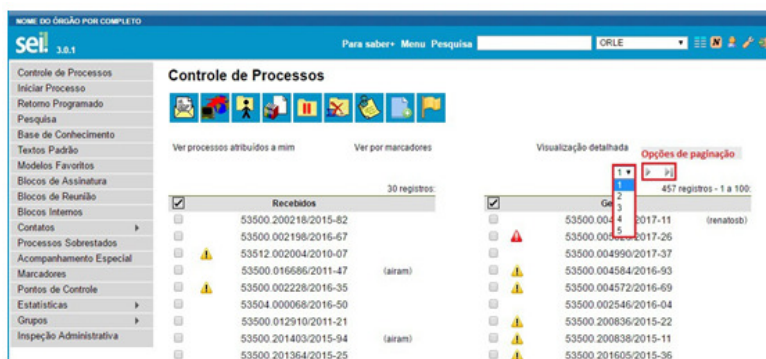 NOME DO ÓRGÃO POR COMPLETO
sei! 3.0.1
Para saber+ Menu Pesquisa ORLE
Controle de Processos
Iniciar Processo
Retorno Programado
Pesquisa
Base de Conhecimento
Textos Padrão
Modelos Favoritos
Blocos de Assinatura
Blocos de Reunião
Blocos Internos
Contatos
Processos Sobrestados
Acompanhamento Especial
Marcadores
Pontos de Controle
Estatísticas
Grupos
Inspeção Administrativa
Controle de Processos
Ver processos atribuídos a mim Ver por marcadores Visualização detalhada
Opções de paginação
1
1
2
3
4
5
30 registros:
Recebidos
53500.200218/2015-82
53500.002198/2016-67
53512.002004/2010-07
53500.016686/2011-47 (airam)
53500.002228/2016-35
53504.000068/2016-50
53500.012910/2011-21
53500.201403/2015-94 (airam)
53500.201364/2015-25
457 registros - 1 a 100:
Ge
53500.004 2017-11 (renatosb)
2017-26
53500.004990/2017-37
53500.004584/2016-93
53500.004572/2016-69
53500.002546/2016-04
53500.200836/2015-22
53500.200838/2015-11
53500.201605/2016-36